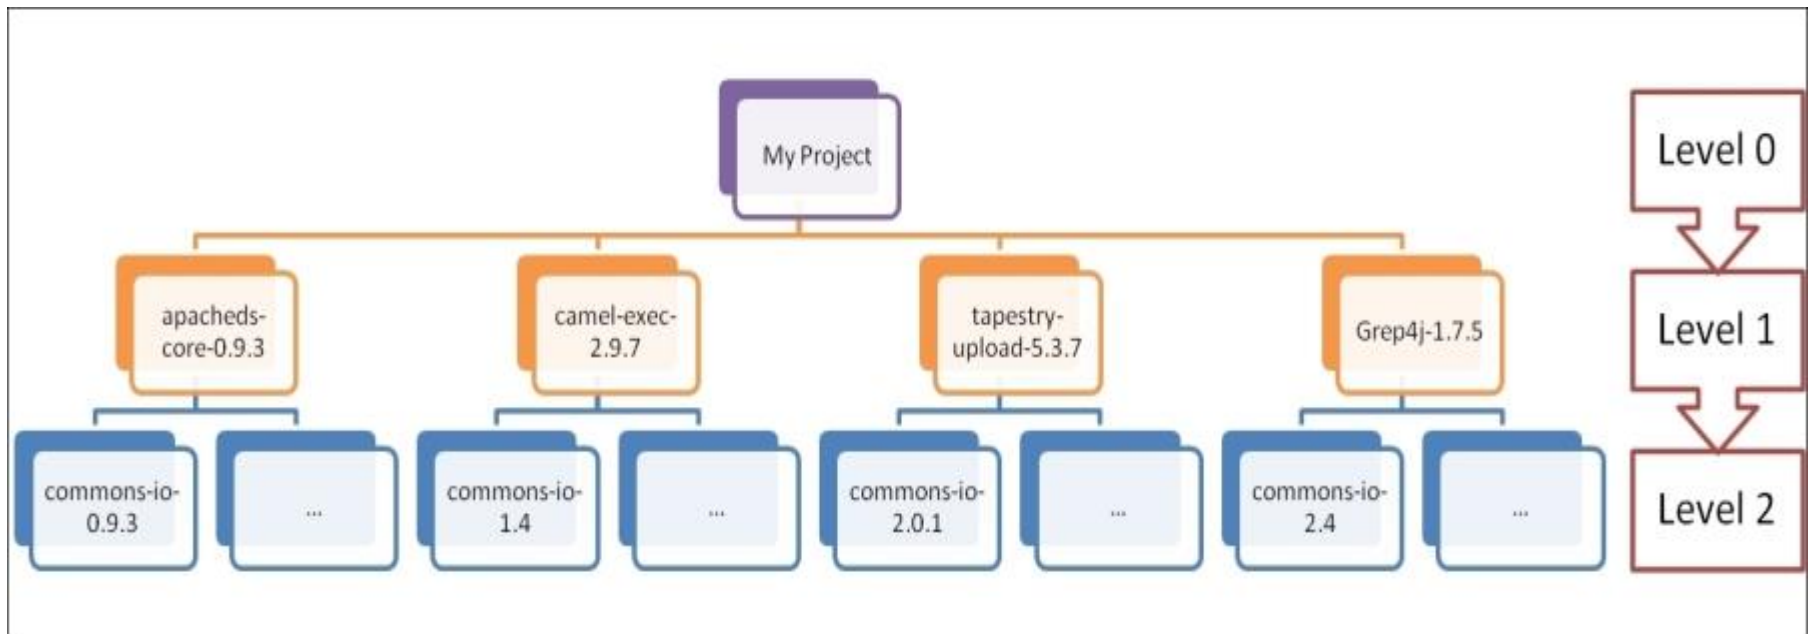 My Project
Level 0
apacheds-
core-0.9.3
camel-exec-
2.9.7
tapestry-
upload-5.3.7
Grep4j-1.7.5
Level 1
commons-io-
0.9.3
...
commons-io-
1.4
...
commons-io-
2.0.1
...
commons-io-
2.4
...
Level 2